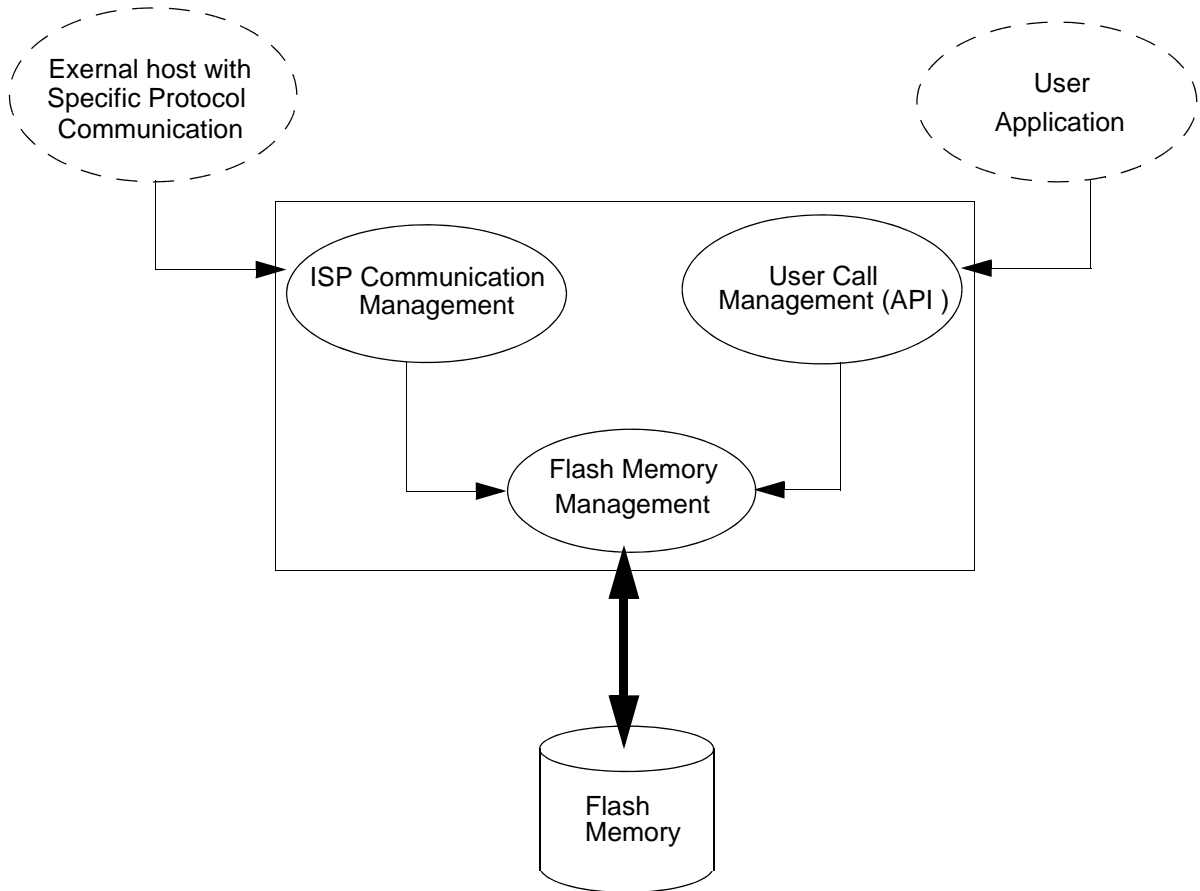 Exernal host with
Specific Protocol
Communication
User
Application
ISP Communication
Management
User Call
Management (API )
Flash Memory
Management
Flash
Memory